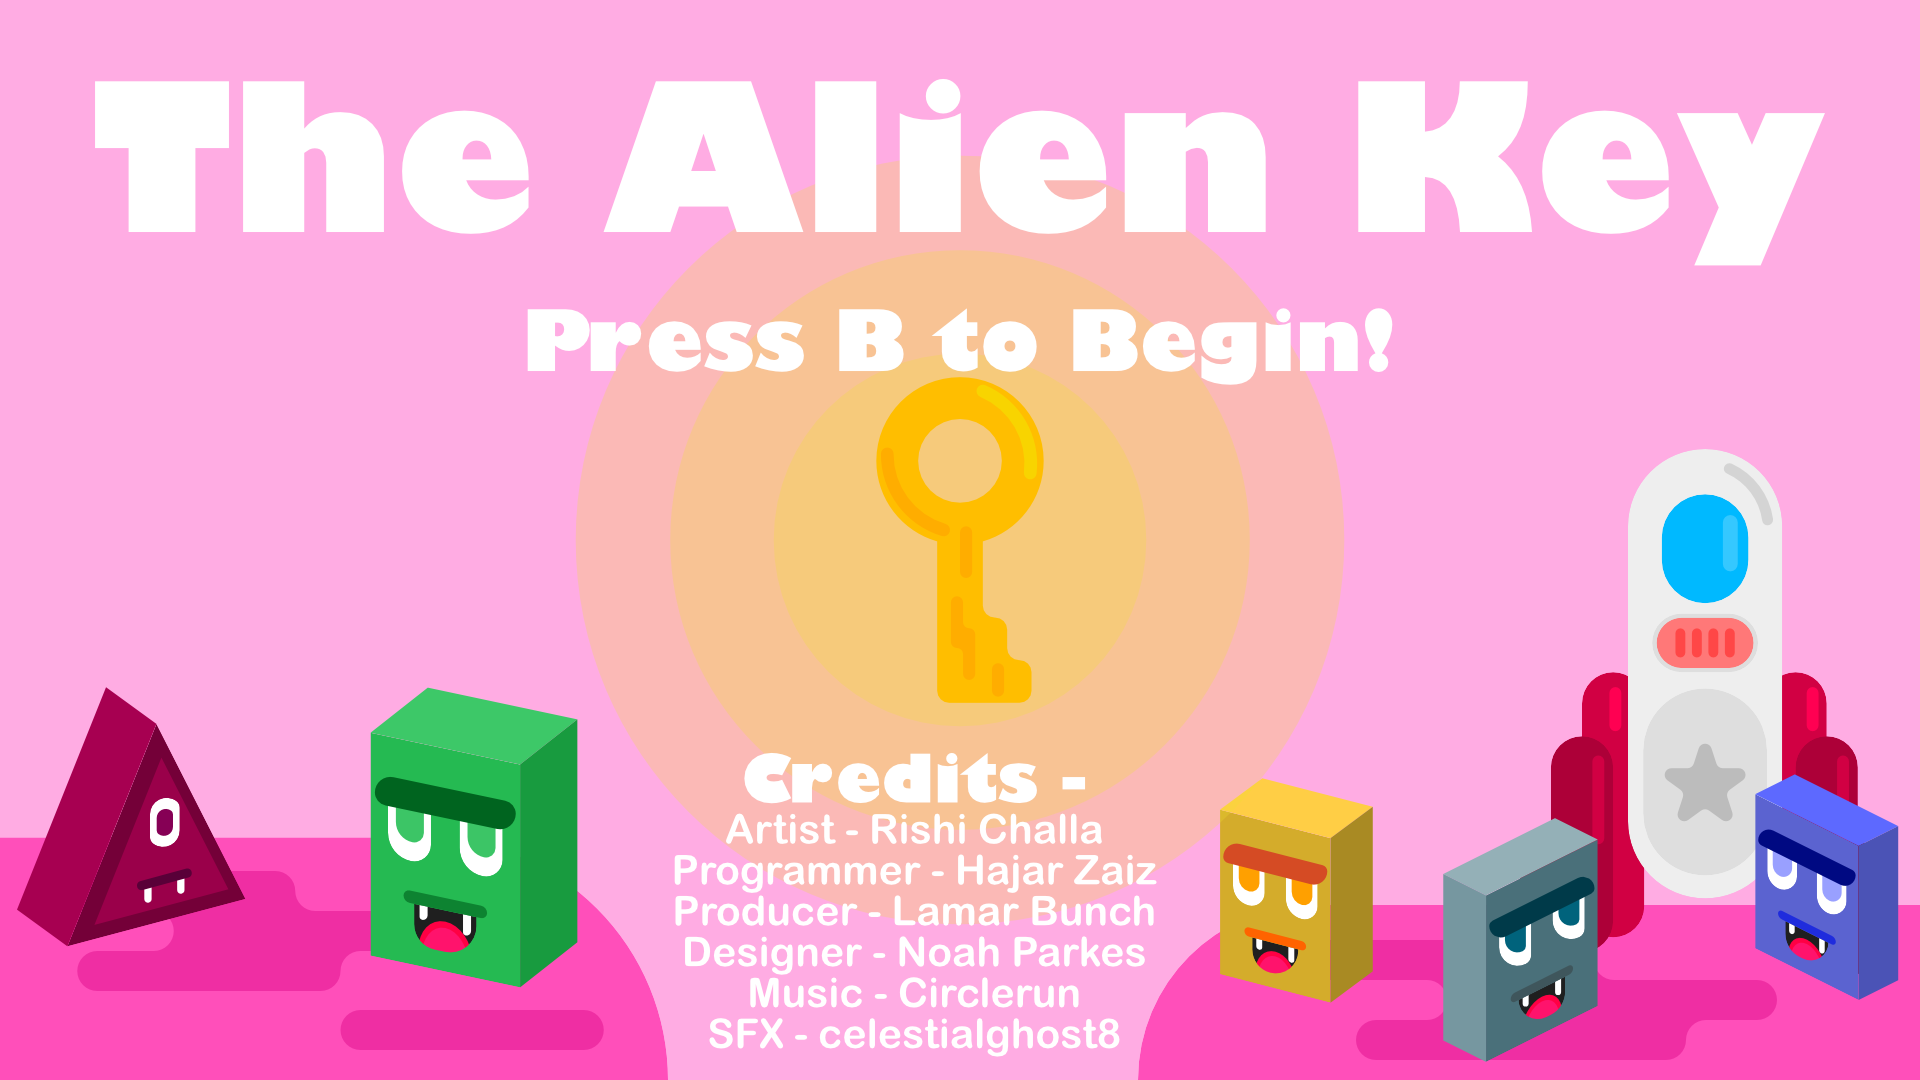 The Alien Key
Press B to Begin!
Credits -
Artist - Rishi Challa
Programmer - Hajar Zaiz
Producer - Lamar Bunch
Designer - Noah Parkes
Music - Circlerun
SFX - celestialghost8